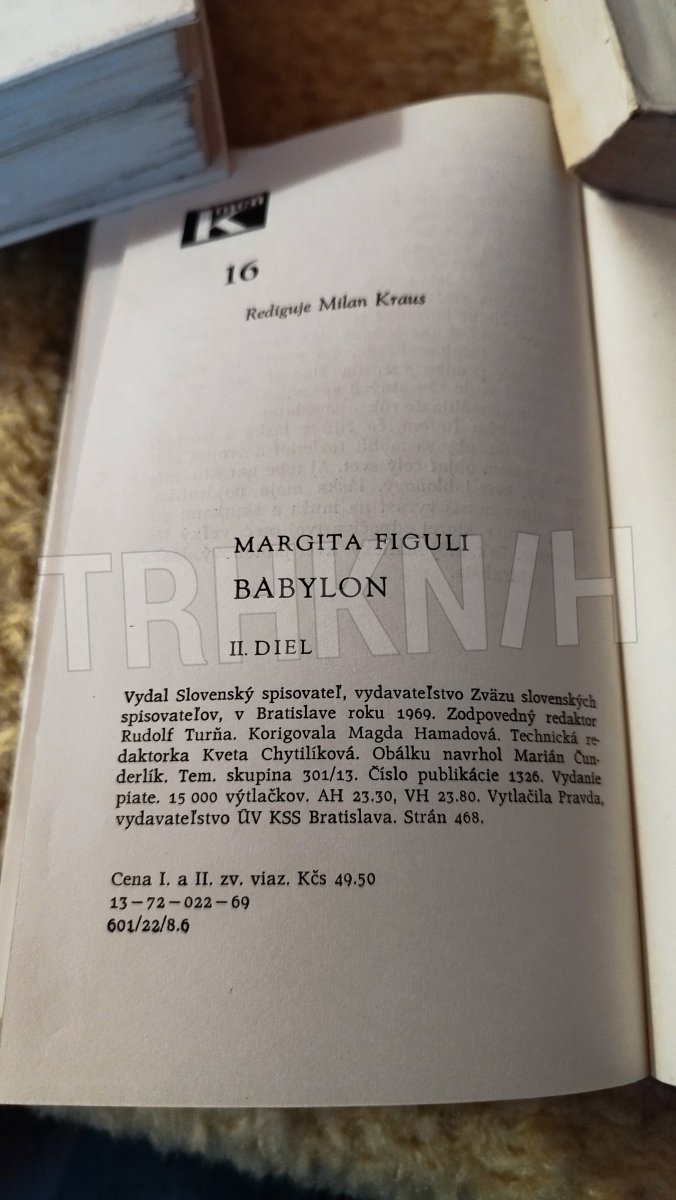 K
16
Rediguje Milan Kraus
MARGITA FIGULI
BABYLON
II. DIEL
TRHKNIH
Vydal Slovenský spisovateľ, vydavateľstvo Zväzu slovenských
spisovateľov, v Bratislave roku 1969. Zodpovedný redaktor
Rudolf Turňa. Korigovala Magda Hamadová. Technická re-
daktorka Kveta Chytilíková. Obálku navrhol Marián Čun-
derlík. Tem. skupina 301/13. Číslo publikácie 1326. Vydanie
piate. 15 000 výtlačkov. AH 23.30, VH 23.80. Vytlačila Pravda,
vydavateľstvo ÚV KSS Bratislava. Strán 468.
Cena I. a II. zv. viaz. Kčs 49.50
13—72—022—69
601/22/8.6